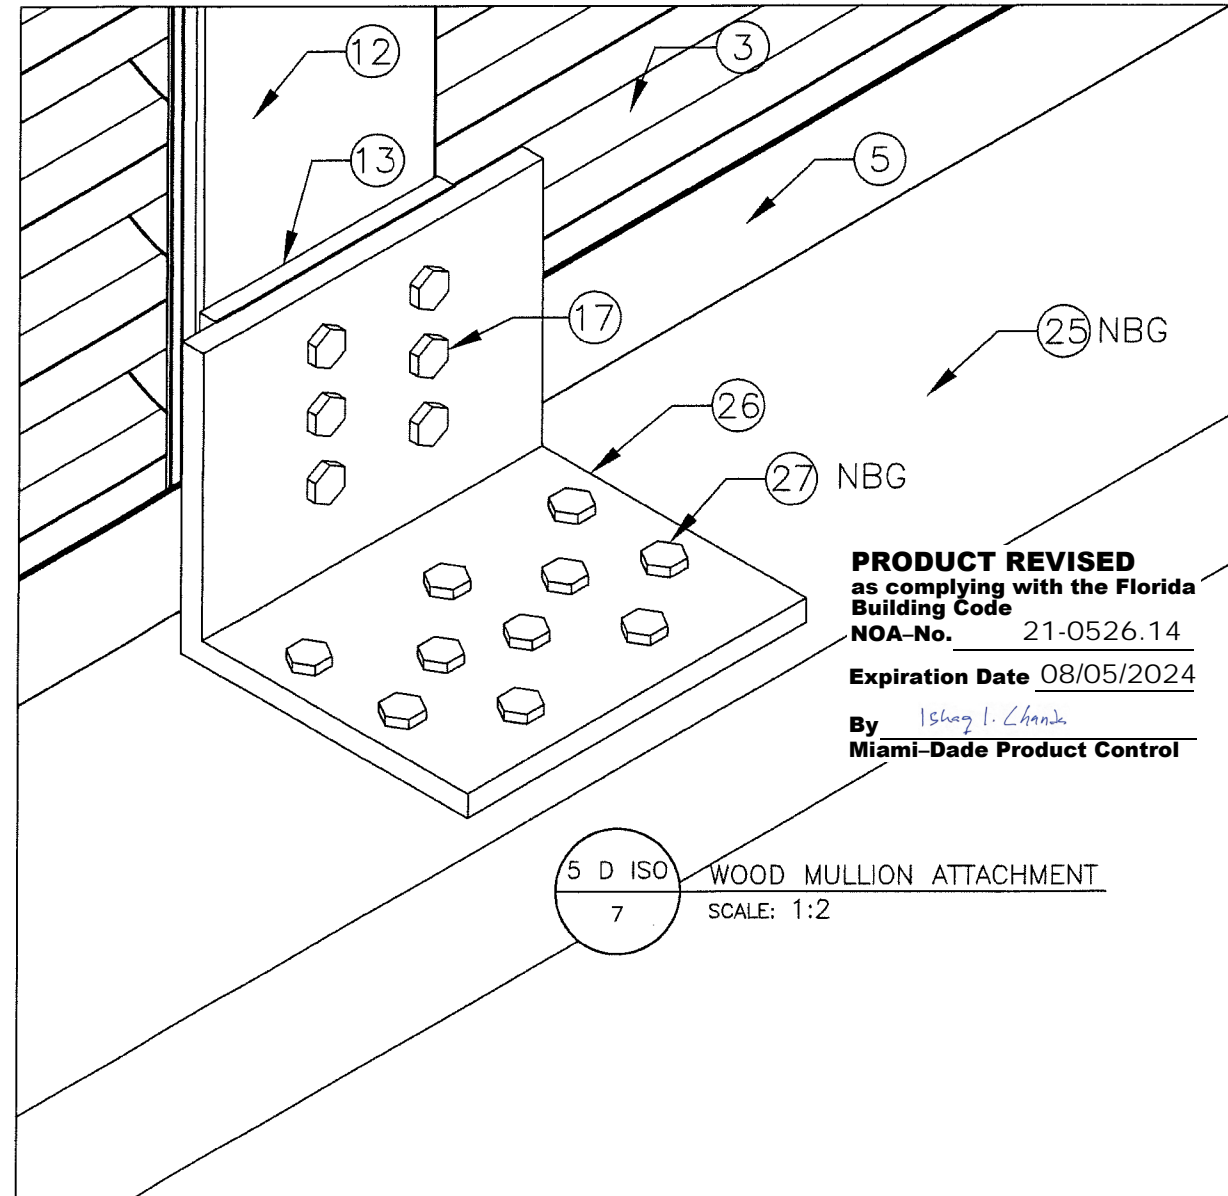 12
3
13
5
17
25 NBG
26
27 NBG
PRODUCT REVISED
as complying with the Florida
Building Code
NOA–No. 21-0526.14
Expiration Date 08/05/2024
By Ishaq I. Chanda
Miami–Dade Product Control
5 D ISO
7
WOOD MULLION ATTACHMENT
SCALE: 1:2